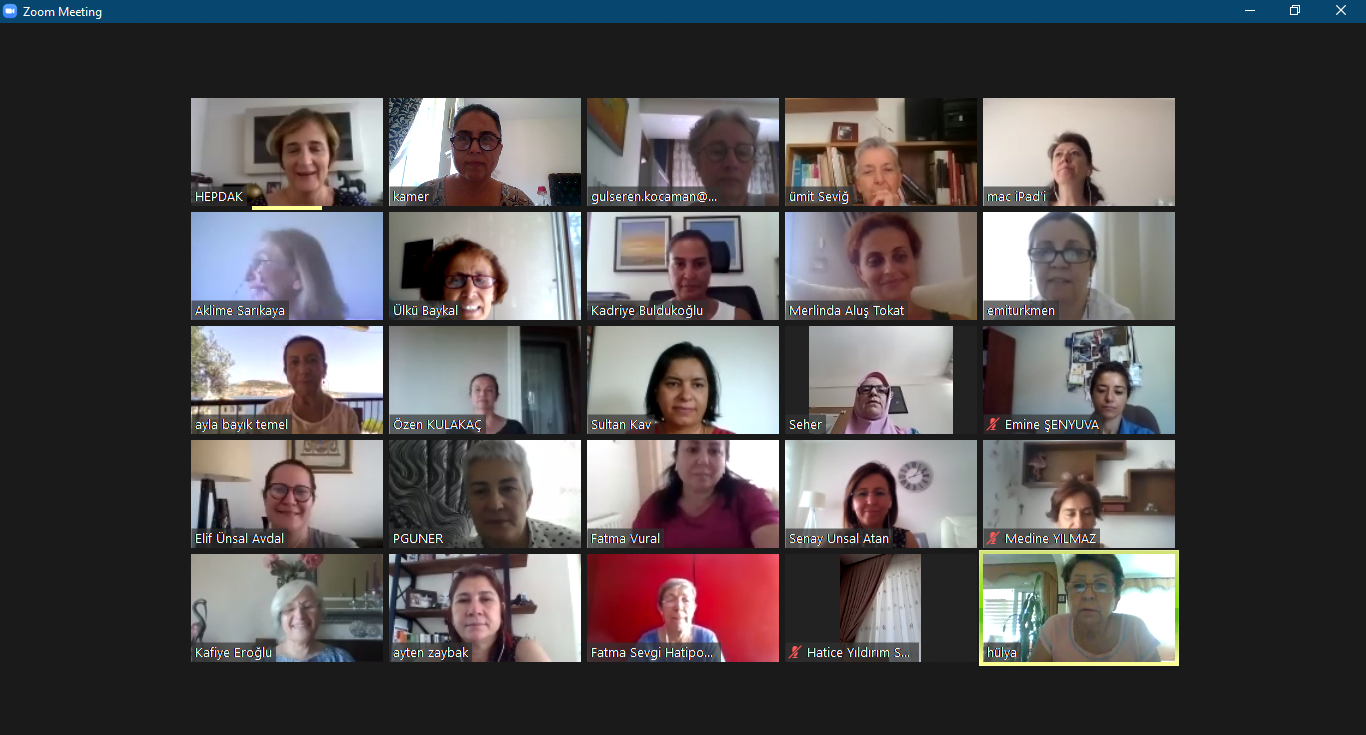 Zoom Meeting
HEPDAK
kamer
gulseren.kocaman@...
ümit Seviğ
mac iPad'i
Aklime Sarıkaya
Ülkü Baykal
Kadriye Buldukoğlu
Merlinda Aluş Tokat
emiturkmen
ayla bayık temel
Özen KULAKAÇ
Sultan Kav
Seher
Emine ŞENYUVA
Elif Ünsal Avdal
PGUNER
Fatma Vural
Senay Unsal Atan
Medine YILMAZ
Kafiye Eroğlu
ayten zaybak
Fatma Sevgi Hatipo...
Hatice Yıldırım S...
hülya